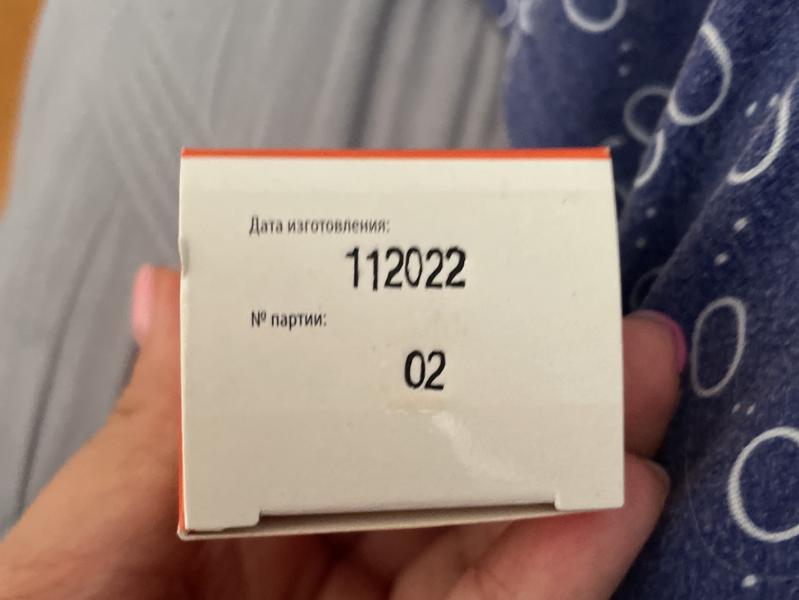 Дата изготовления:
112022
№ партии:
02